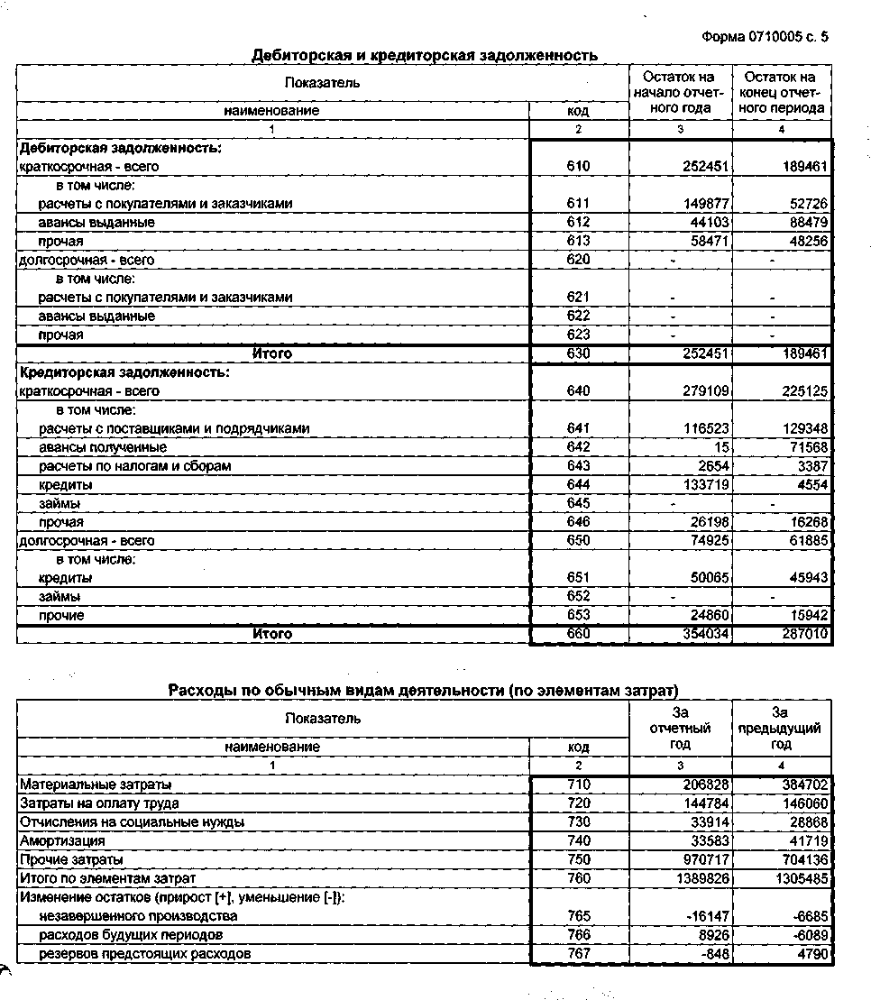 Форма 0710005 с. 5
Дебиторская и кредиторская задолженность
Показатель
Остаток на начало отчет-ного года
Остаток на конец отчет-ного периода
наименование код
1 2 3 4
Дебиторская задолженность:
краткосрочная - всего 610 252451 189461
в том числе:
расчеты с покупателями и заказчиками 611 149877 52726
авансы выданные 612 44103 88479
прочая 613 58471 48256
долгосрочная - всего 620 - -
в том числе:
расчеты с покупателями и заказчиками 621 - -
авансы выданные 622 - -
прочая 623 - -
Итого 630 252451 189461
Кредиторская задолженность:
краткосрочная - всего 640 279109 225125
в том числе:
расчеты с поставщиками и подрядчиками 641 116523 129348
авансы полученные 642 15 71568
расчеты по налогам и сборам 643 2654 3387
кредиты 644 133719 4554
займы 645 - -
прочая 646 26198 16268
долгосрочная - всего 650 74925 61885
в том числе:
кредиты 651 50065 45943
займы 652 - -
прочие 653 24860 15942
Итого 660 354034 287010
Расходы по обычным видам деятельности (по элементам затрат)
Показатель
За отчетный год
За предыдущий год
наименование код
1 2 3 4
Материальные затраты 710 206828 384702
Затраты на оплату труда 720 144784 146060
Отчисления на социальные нужды 730 33914 28868
Амортизация 740 33583 41719
Прочие затраты 750 970717 704136
Итого по элементам затрат 760 1389826 1305485
Изменение остатков (прирост [+], уменьшение [-]):
незавершенного производства 765 -16147 -6685
расходов будущих периодов 766 8926 -6089
резервов предстоящих расходов 767 -848 4790